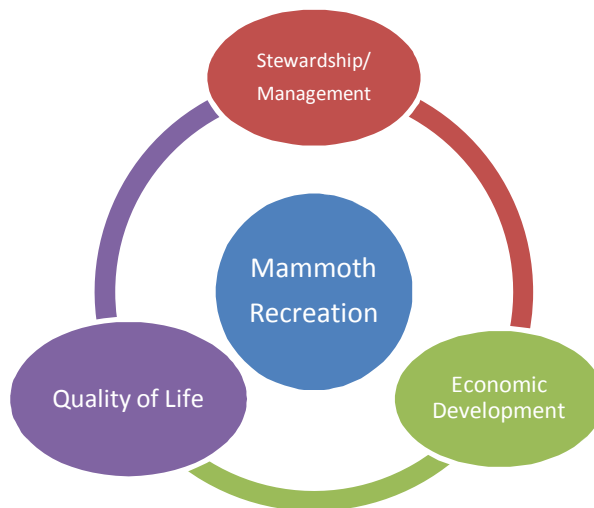 Stewardship/
Management
Mammoth
Recreation
Quality of Life
Economic
Development